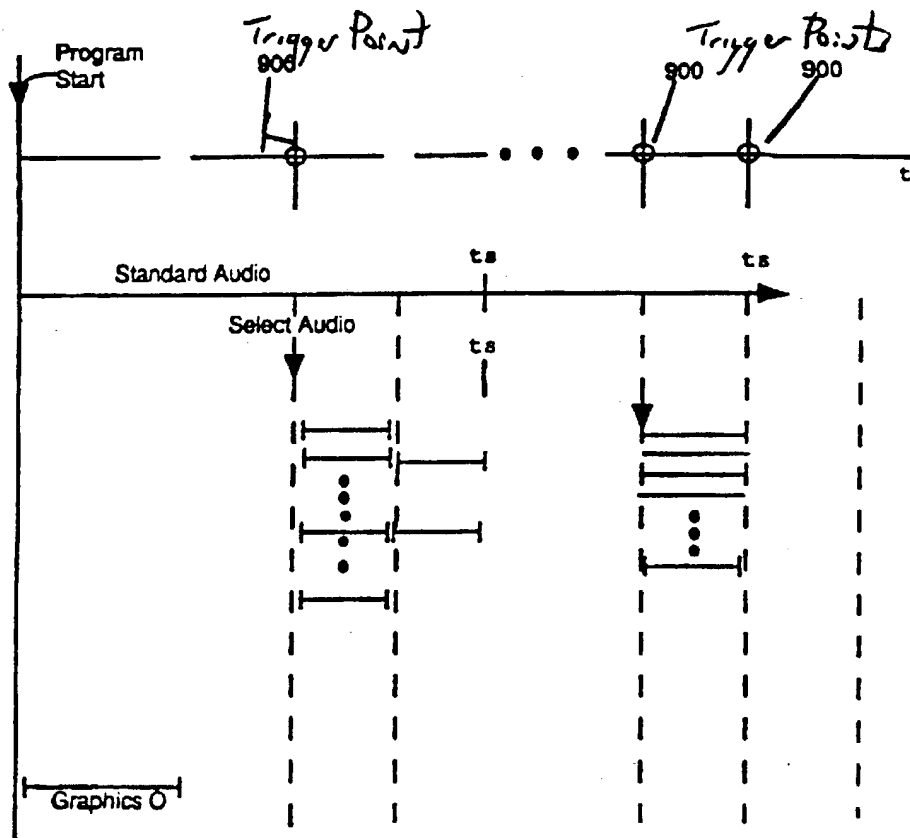 Trigger Point
Trigger Points
Program
Start
900
900
900
t
ts
ts
Standard Audio
Select Audio
ts
Graphics O